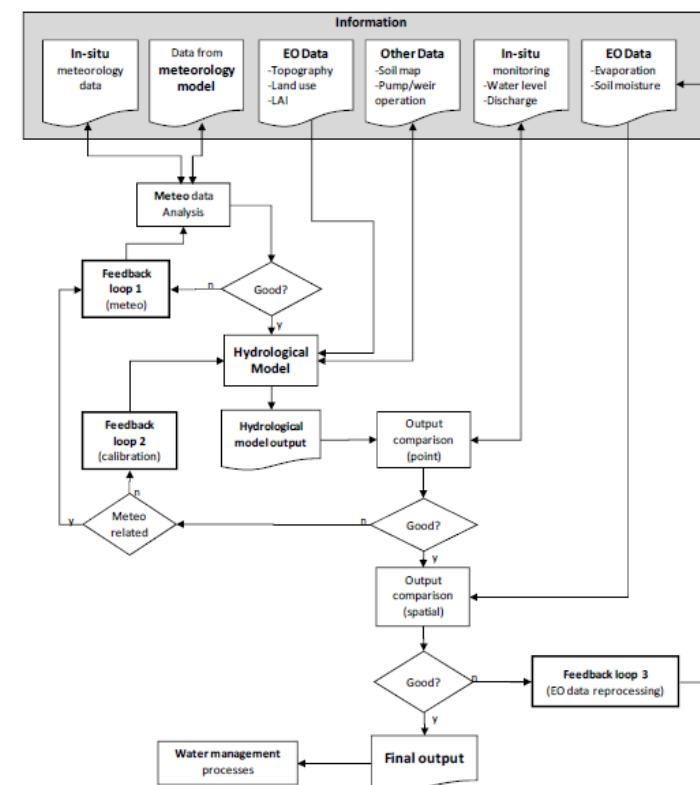 Information
In-situ
meteorology
data
Data from
meteorology
model
EO Data
-Topography
-Land use
-LAI
Other Data
-Soil map
-Pump/weir
operation
In-situ
monitoring
-Water level
-Discharge
EO Data
-Evaporation
-Soil moisture
Meteo data
Analysis
Feedback
loop 1
(meteo)
n
Good?
y
Hydrological
Model
Feedback
loop 2
(calibration)
Hydrological
model output
Output
comparison
(point)
n
y
Meteo
related
n
Good?
y
Output
comparison
(spatial)
Good?
n
Feedback loop 3
(EO data reprocessing)
y
Water management
processes
Final output